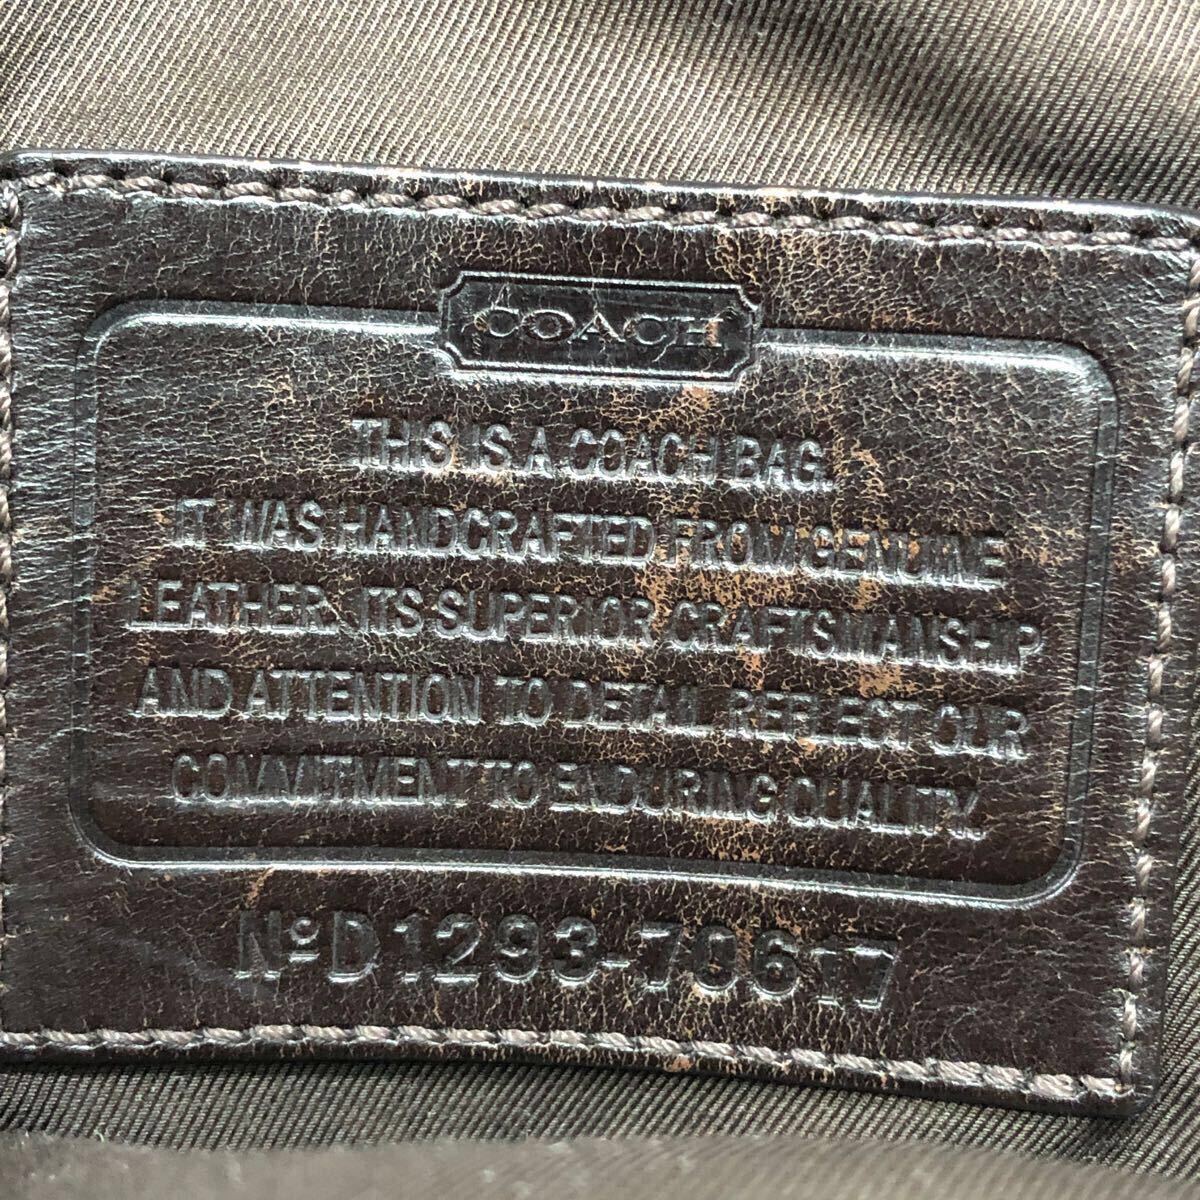 COACH
THIS IS A COACH BAG.
IT WAS HANDCRAFTED FROM GENUINE
LEATHER. ITS SUPERIOR CRAFTSMANSHIP
AND ATTENTION TO DETAIL REFLECT OUR
COMMITMENT TO ENDURING QUALITY.
NºD1293-70617